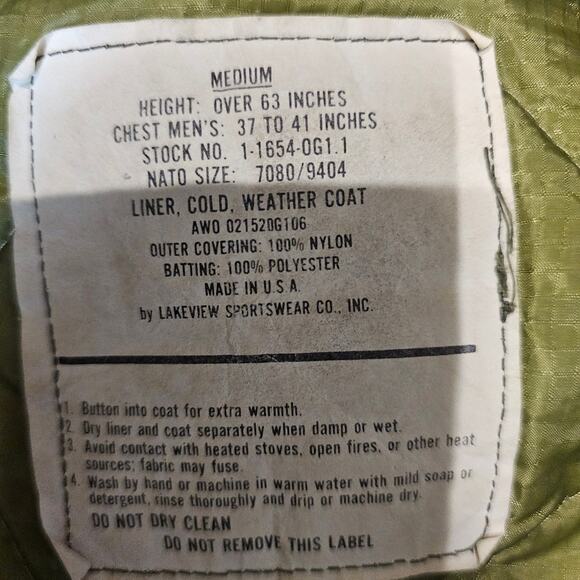 MEDIUM
HEIGHT: OVER 63 INCHES
CHEST MEN'S: 37 TO 41 INCHES
STOCK NO. 1-1654-0G1.1
NATO SIZE: 7080/9404
LINER, COLD, WEATHER COAT
AWO 021520G106
OUTER COVERING: 100% NYLON
BATTING: 100% POLYESTER
MADE IN U.S.A.
by LAKEVIEW SPORTSWEAR CO., INC.
1. Button into coat for extra warmth.
2. Dry liner and coat separately when damp or wet.
3. Avoid contact with heated stoves, open fires, or other heat
sources; fabric may fuse.
4. Wash by hand or machine in warm water with mild soap or
detergent, rinse thoroughly and drip or machine dry.
DO NOT DRY CLEAN
DO NOT REMOVE THIS LABEL